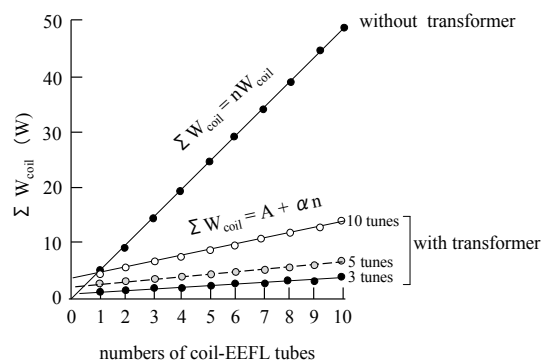 50
40
30
20
10
0
Σ W_coil (W)
Σ W_coil = nW_coil
Σ W_coil = A + αn
without transformer
10 tunes
5 tunes
3 tunes
with transformer
0 1 2 3 4 5 6 7 8 9 10
numbers of coil-EEFL tubes